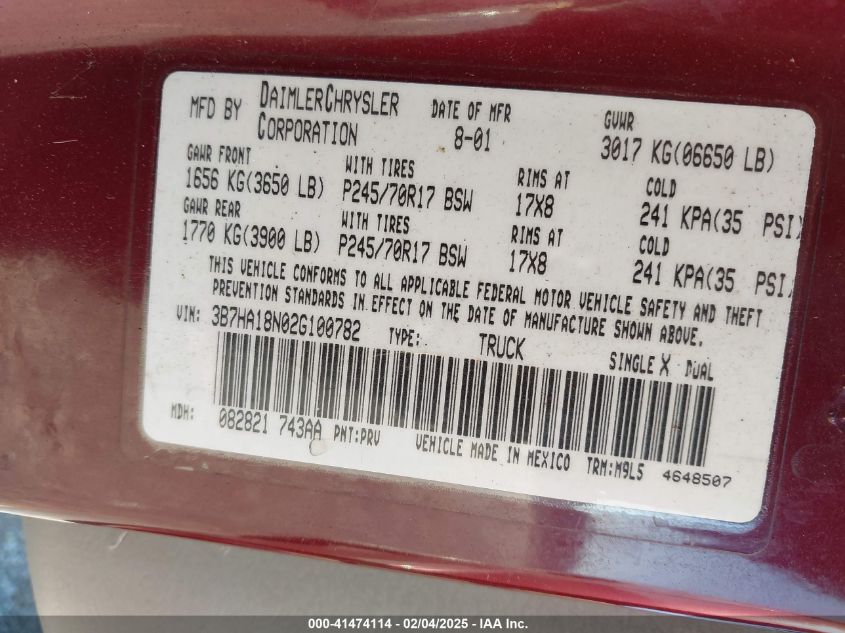 MFD BY DAIMLERCHRYSLER CORPORATION DATE OF MFR 8-01 GVWR 3017 KG(06650 LB)
GAWR FRONT WITH TIRES RIMS AT COLD
1656 KG(3650 LB) P245/70R17 BSW 17X8 241 KPA(35 PSI)
GAWR REAR WITH TIRES RIMS AT COLD
1770 KG(3900 LB) P245/70R17 BSW 17X8 241 KPA(35 PSI)
THIS VEHICLE CONFORMS TO ALL APPLICABLE FEDERAL MOTOR VEHICLE SAFETY AND THEFT
PREVENTION STANDARDS IN EFFECT ON THE DATE OF MANUFACTURE SHOWN ABOVE.
VIN: 3B7HA18N02G100782 TYPE: TRUCK SINGLE X DUAL
MDH: 082821 743AA PNT:PRV VEHICLE MADE IN MEXICO TRM:M9L5 4648507
000-41474114 - 02/04/2025 - IAA Inc.